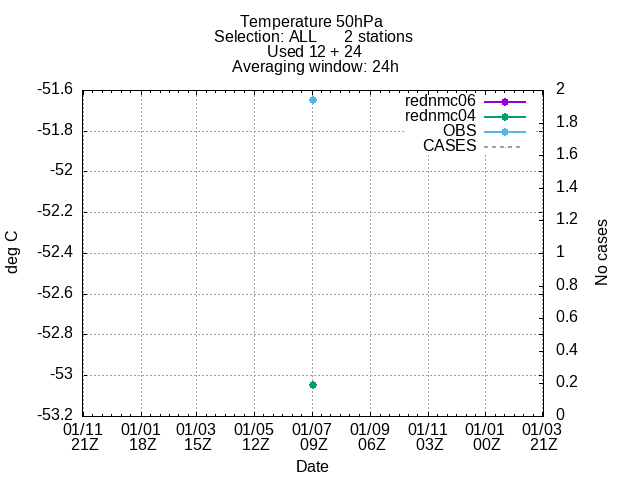 Temperature 50hPa
Selection: ALL 2 stations
Used 12 + 24
Averaging window: 24h
rednmc06
rednmc04
OBS
CASES
-51.6
-51.8
-52
-52.2
-52.4
-52.6
-52.8
-53
-53.2
deg C
2
1.8
1.6
1.4
1.2
1
0.8
0.6
0.4
0.2
0
No cases
01/11 01/01 01/03 01/05 01/07 01/09 01/11 01/01 01/03
21Z 18Z 15Z 12Z 09Z 06Z 03Z 00Z 21Z
Date